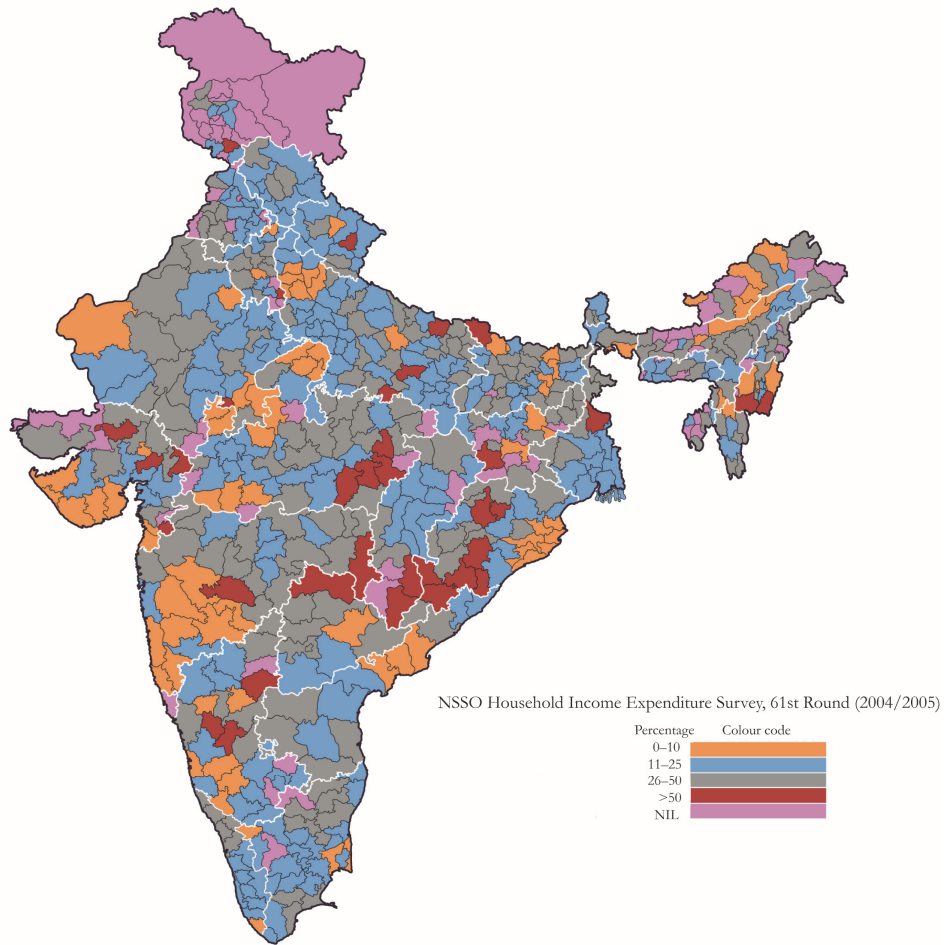 NSSO Household Income Expenditure Survey, 61st Round (2004/2005)
Percentage Colour code
0–10
11–25
26–50
>50
NIL